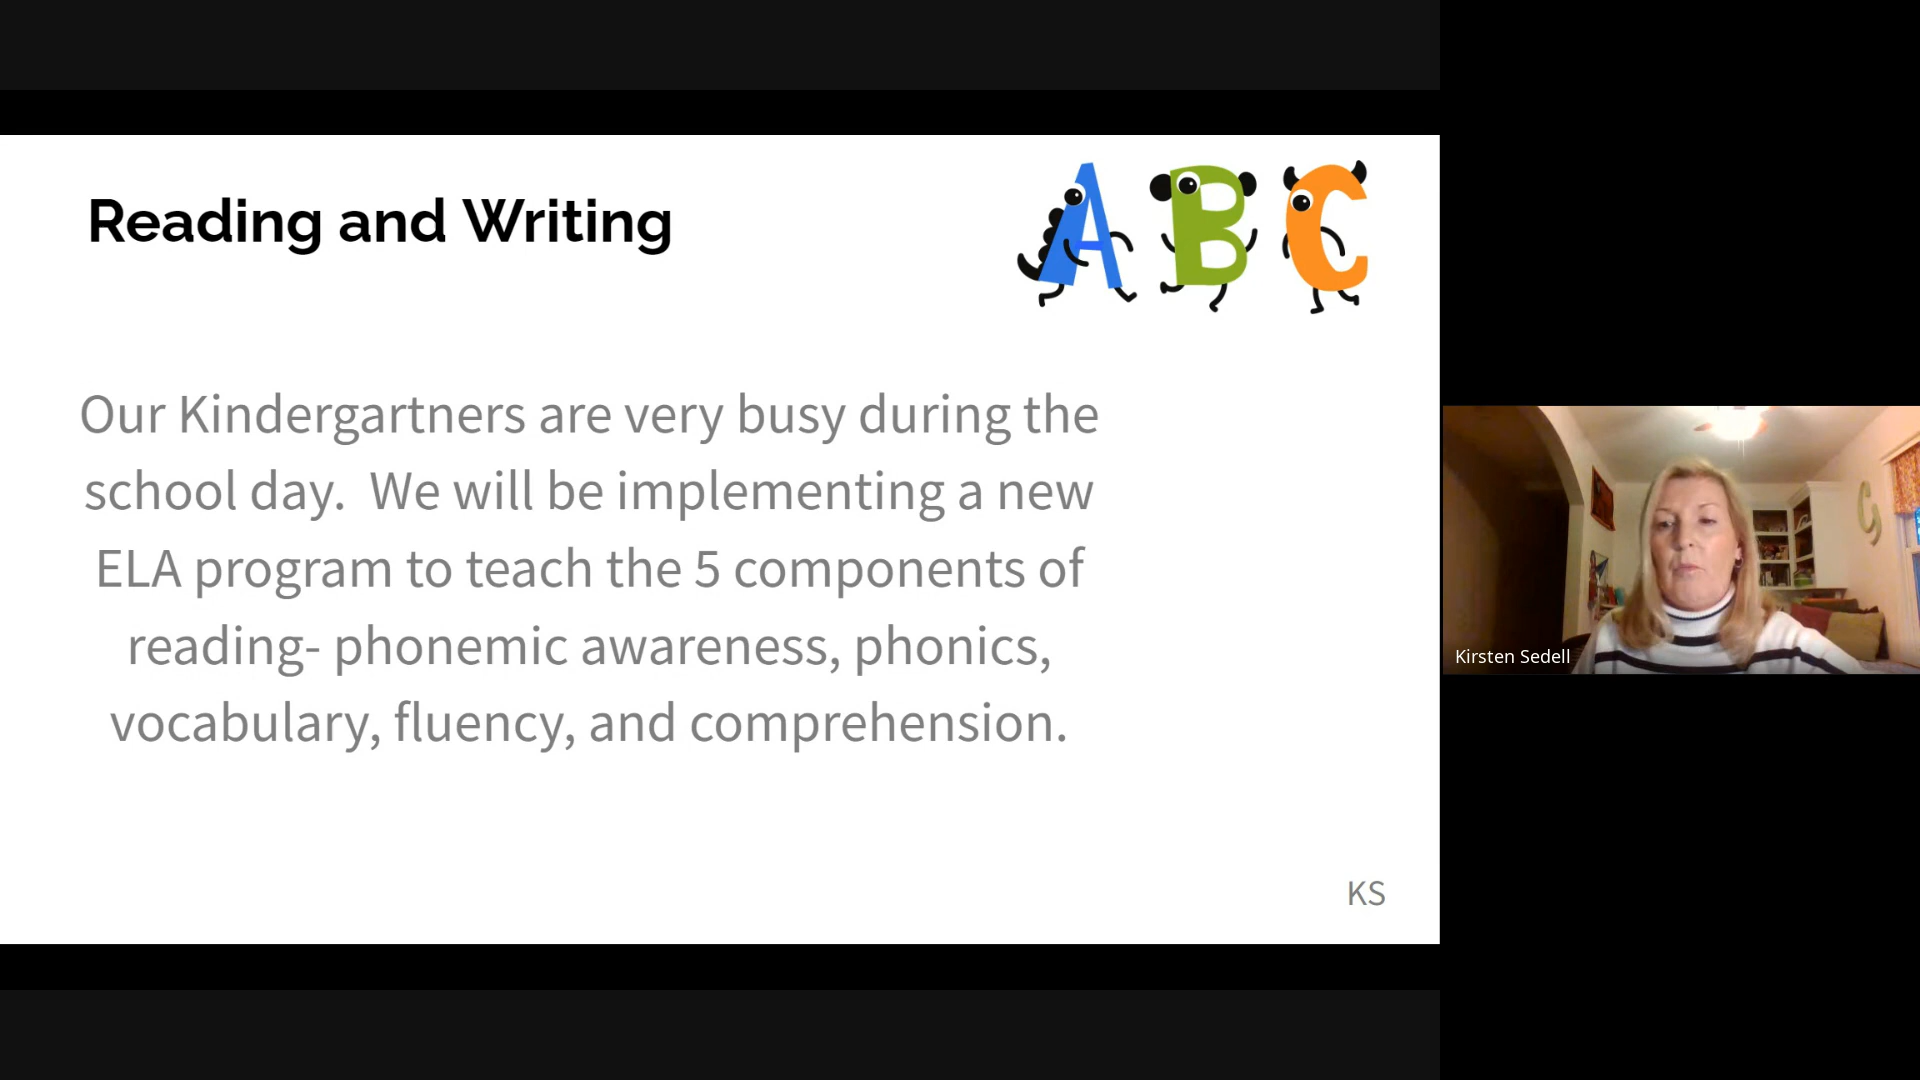 Reading and Writing
A B C
Our Kindergartners are very busy during the
school day.  We will be implementing a new
ELA program to teach the 5 components of
reading- phonemic awareness, phonics,
vocabulary, fluency, and comprehension.
KS
Kirsten Sedell